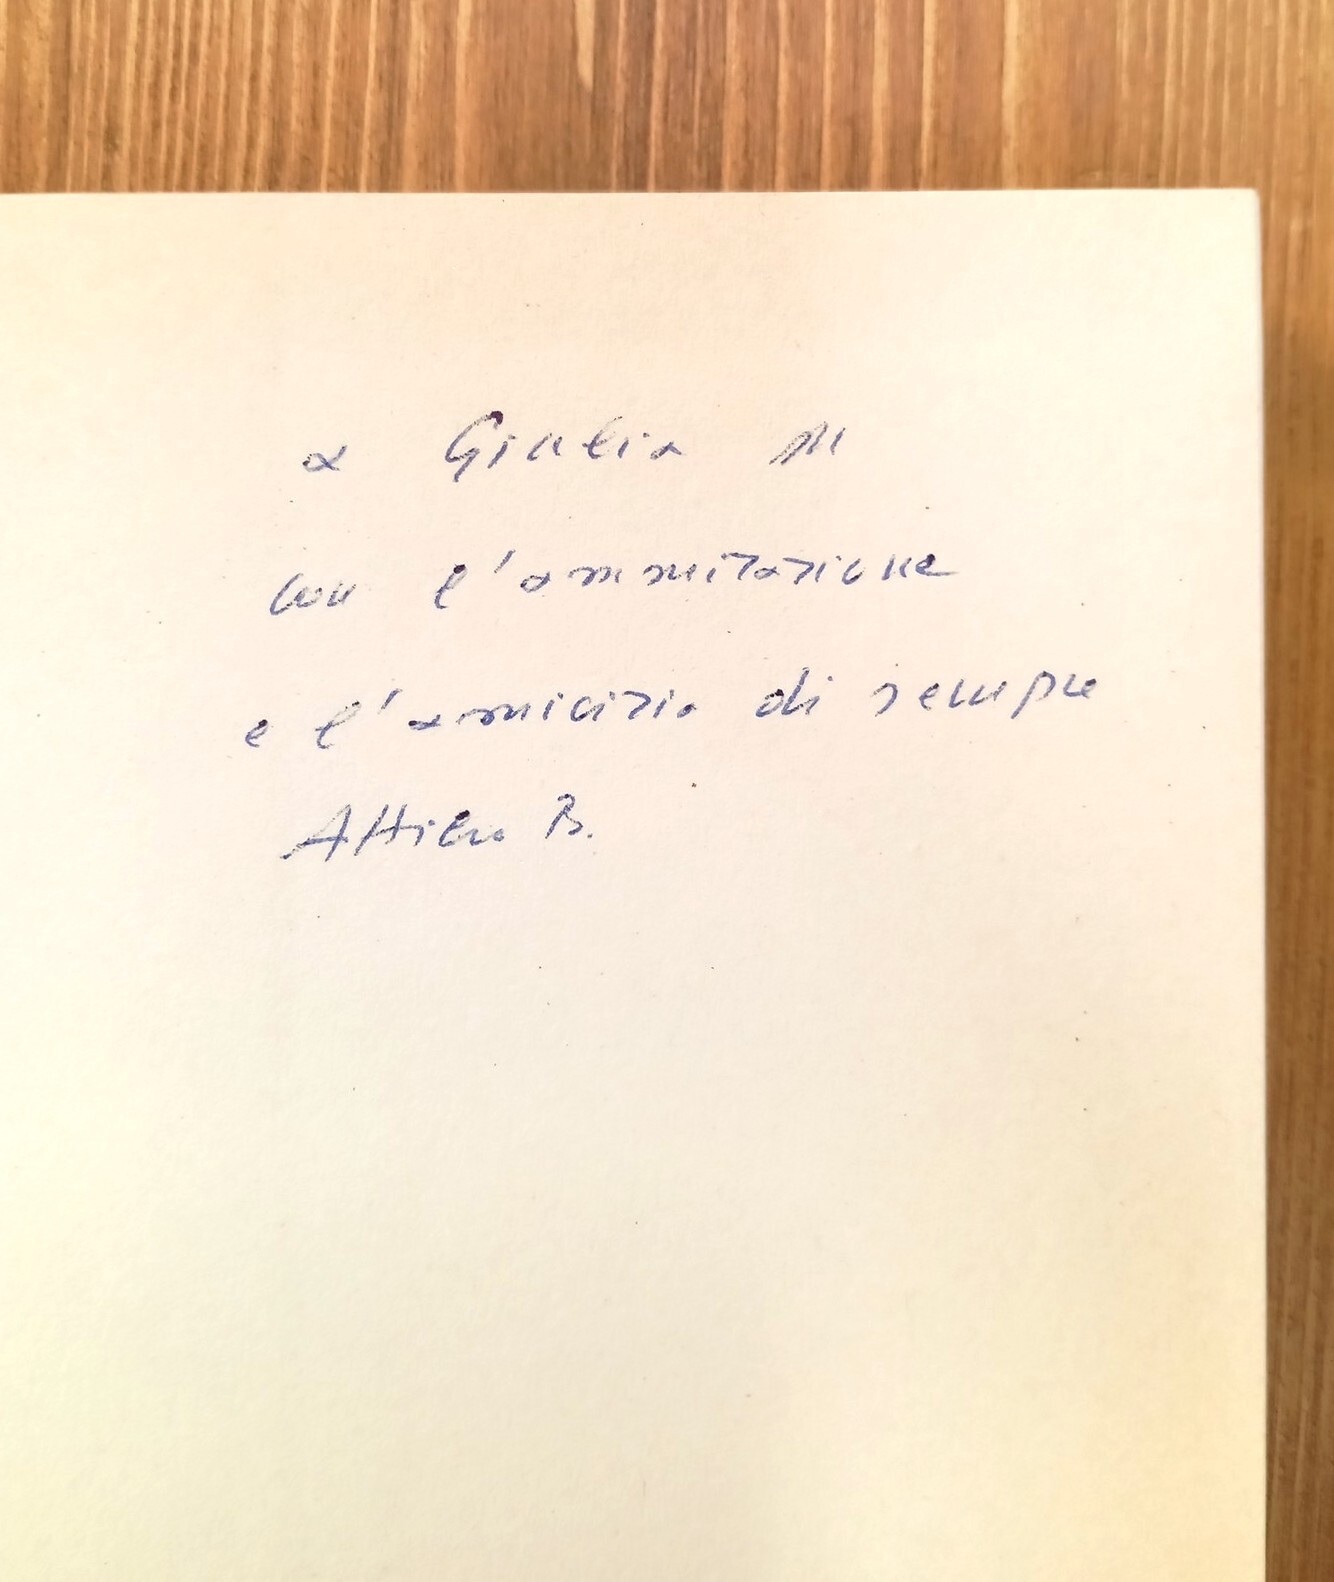 a Giulia M
con l'ammirazione
e l'amicizia di sempre
Attilio B.